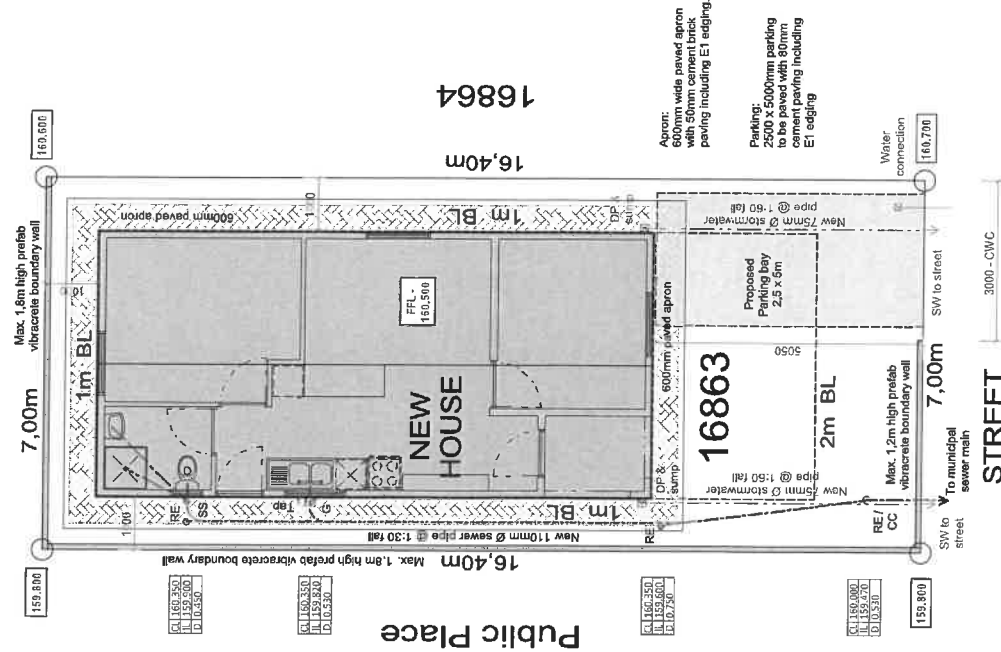 16864
160.600
16,40m
Max. 1,8m high prefab
vibracrete boundary wall
7,00m
1m BL
600mm paved apron
1m BL
FFL -
160,500
NEW
HOUSE
Apron:
600mm wide paved apron
with 50mm cement brick
paving including E1 edging.
Parking:
2500 x 5000mm parking
to be paved with 80mm
cement paving including
E1 edging
Water
connection
160.700
DP &
sump
New 75mm Ø stormwater
pipe @ 1:60 fall
SW to street
3000 - CWC
Proposed
Parking bay
2,5 x 5m
600mm paved apron
5050
16863
2m BL
Max. 1,2m high prefab
vibracrete boundary wall
7,00m
STREET
DP &
sump
New 75mm Ø stormwater
pipe @ 1:60 fall
To municipal
sewer main
RE /
CC
SW to
street
RE
SS
Tap
G
1m BL
RE
New 110mm Ø sewer pipe @ 1:30 fall
Max. 1,8m high prefab vibracrete boundary wall
16,40m
159.600
CL 160.350
IL 159.900
D 0.450
CL 160.350
IL 159.820
D 0.530
CL 160.350
IL 159.600
D 0.750
CL 160.000
IL 159.470
D 0.530
159.800
Public Place